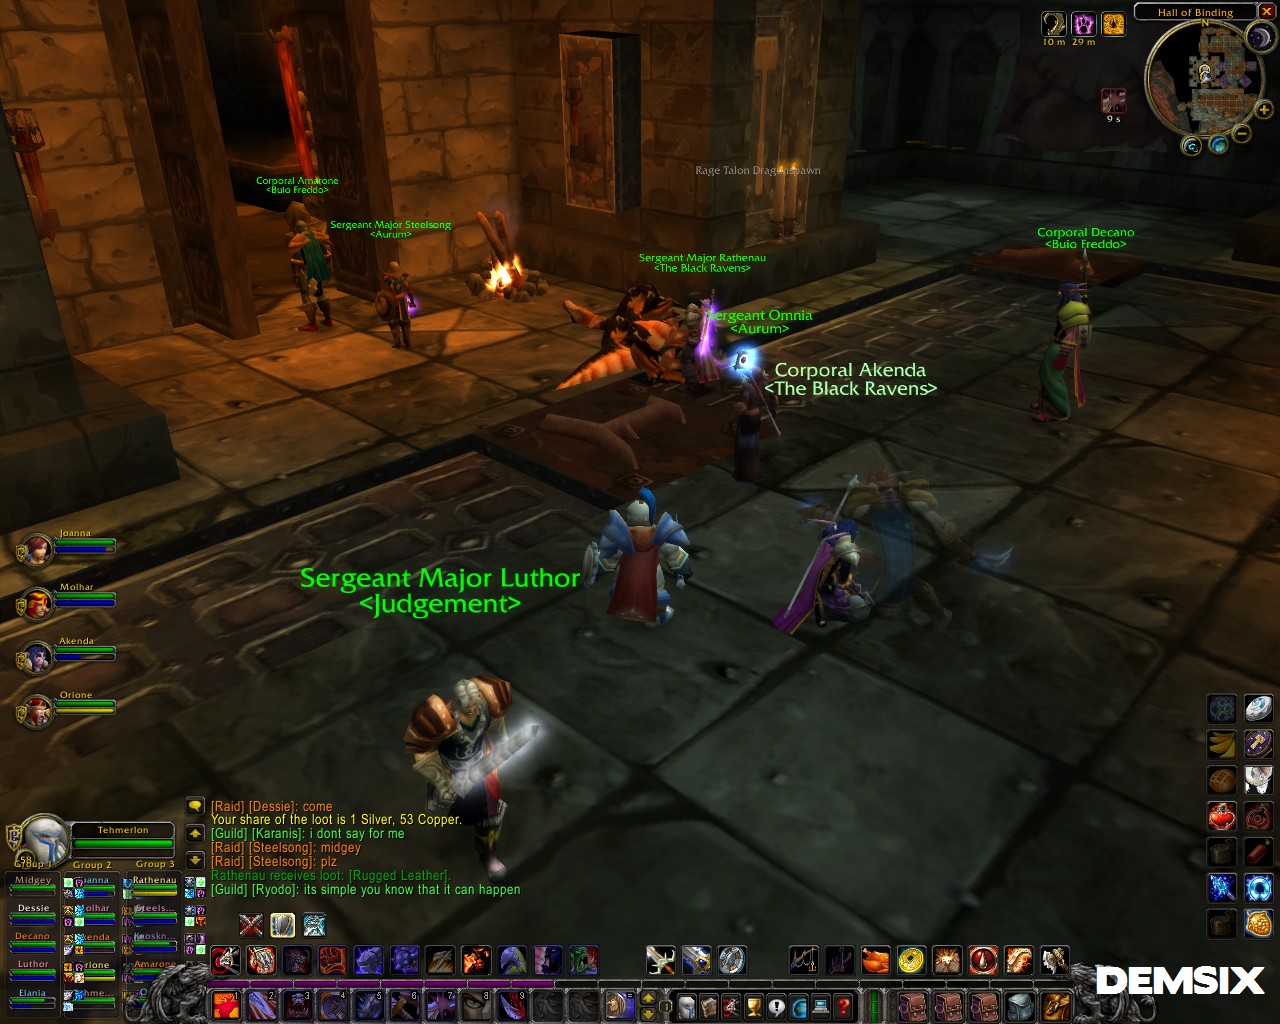 Hall of Binding
N
10 m 29 m
9 s
Rage Talon Dragonspawn
Corporal Amarone
<Buio Freddo>
Sergeant Major Steelsong
<Aurum>
Corporal Decano
<Buio Freddo>
Sergeant Major Rathenau
<The Black Ravens>
Sergeant Omnia
<Aurum>
Corporal Akenda
<The Black Ravens>
Sergeant Major Luthor
<Judgement>
Joanna
Molhar
Akenda
Orione
[Raid] [Dessie]: come
Your share of the loot is 1 Silver, 53 Copper.
[Guild] [Karanis]: i dont say for me
[Raid] [Steelsong]: midgey
[Raid] [Steelsong]: plz
Rathenau receives loot: [Rugged Leather].
[Guild] [Ryodo]: its simple you know that it can happen
Tehmerlon
58
Group 2 Group 3
Midgey
Rathenau
Dessie
Decano
Luthor
Amarone
Elania
DEMSIX